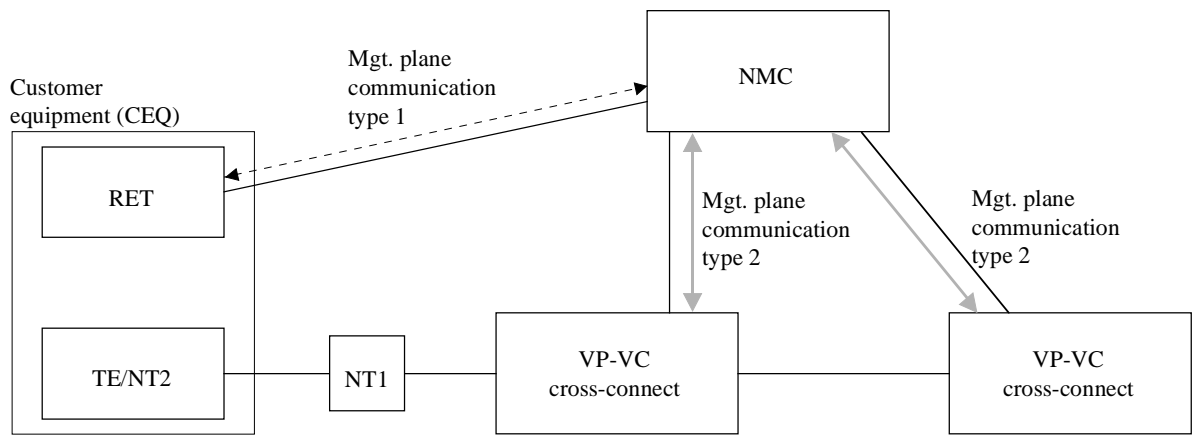 Mgt. plane
communication
type 1
NMC
Customer
equipment (CEQ)
RET
Mgt. plane
communication
type 2
Mgt. plane
communication
type 2
TE/NT2
NT1
VP-VC
cross-connect
VP-VC
cross-connect